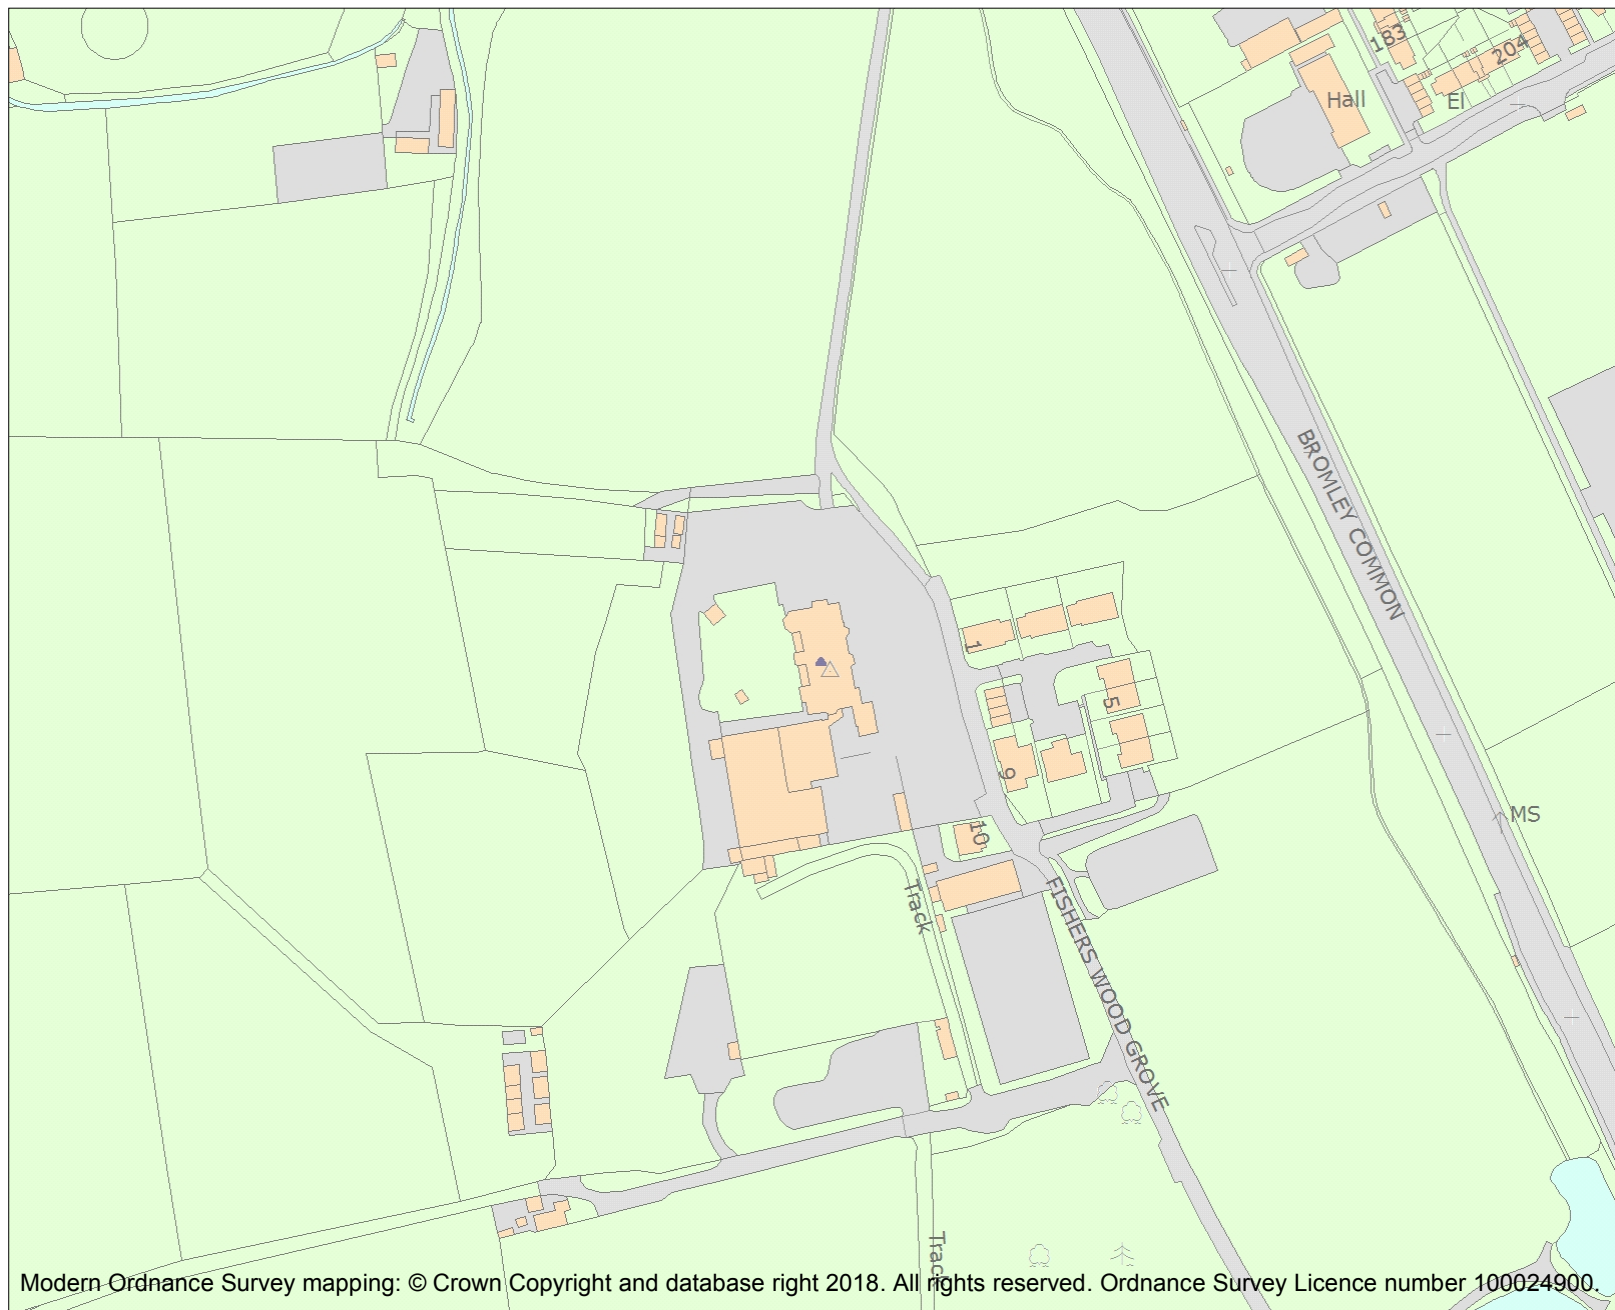 183
204
Hall
El
BROMLEY COMMON
1
5
9
10
MS
Track
FISHERS WOOD GROVE
Track
Modern Ordnance Survey mapping: © Crown Copyright and database right 2018. All rights reserved. Ordnance Survey Licence number 100024900.